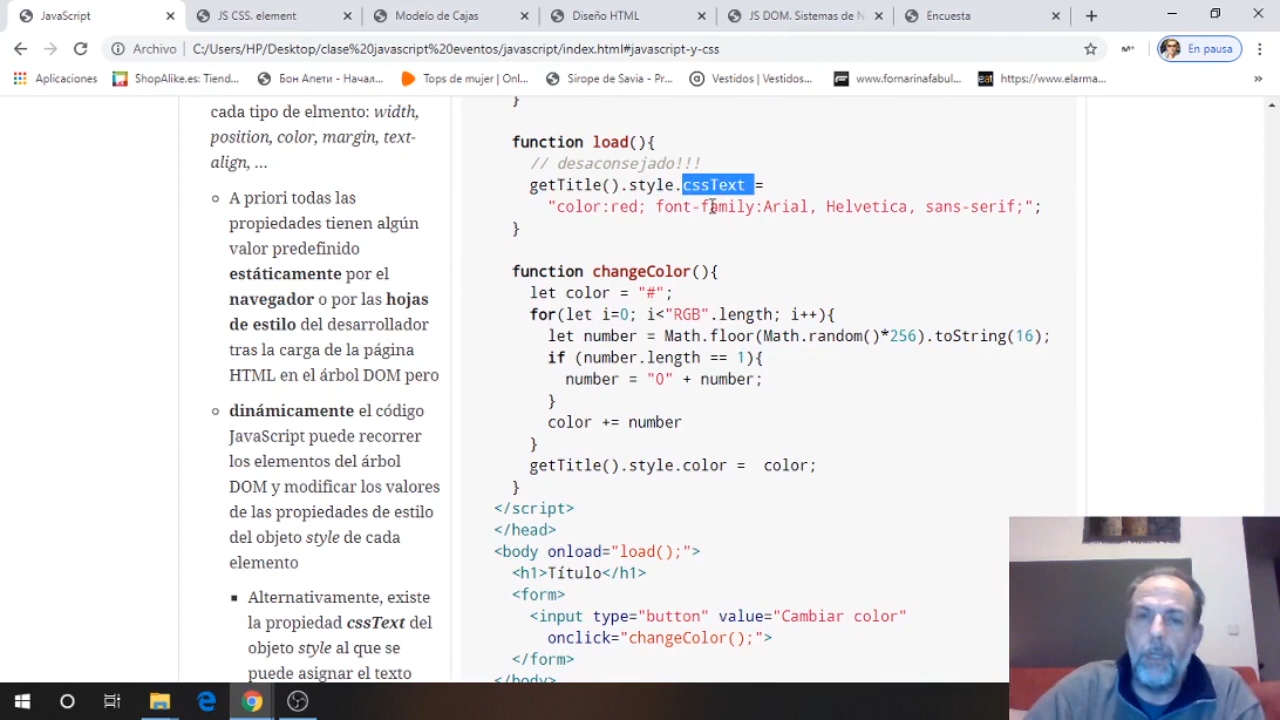 JavaScript
JS CSS. element
Modelo de Cajas
Diseño HTML
JS DOM. Sistemas de N
Encuesta
Archivo
C:/Users/HP/Desktop/clase%20javascript%20eventos/javascript/index.html#javascript-y-css
En pausa
Aplicaciones
ShopAlike.es: Tiend...
Бон Апети - Начал...
Tops de mujer | Onl...
Sirope de Savia - Pr...
Vestidos | Vestidos...
www.fornarinafabul...
eat
https://www.elarma...
»
cada tipo de elmento: width,
position, color, margin, text-
align, ...
A priori todas las
propiedades tienen algún
valor predefinido
estáticamente por el
navegador o por las hojas
de estilo del desarrollador
tras la carga de la página
HTML en el árbol DOM pero
dinámicamente el código
JavaScript puede recorrer
los elementos del árbol
DOM y modificar los valores
de las propiedades de estilo
del objeto style de cada
elemento
Alternativamente, existe
la propiedad cssText del
objeto style al que se
puede asignar el texto
}
function load(){
// desaconsejado!!!
getTitle().style.cssText =
"color:red; font-family:Arial, Helvetica, sans-serif;";
}
function changeColor(){
let color = "#";
for(let i=0; i<"RGB".length; i++){
let number = Math.floor(Math.random()*256).toString(16);
if (number.length == 1){
number = "0" + number;
}
color += number
}
getTitle().style.color =  color;
}
</script>
</head>
<body onload="load();">
<h1>Título</h1>
<form>
<input type="button" value="Cambiar color"
onclick="changeColor();">
</form>
</body>